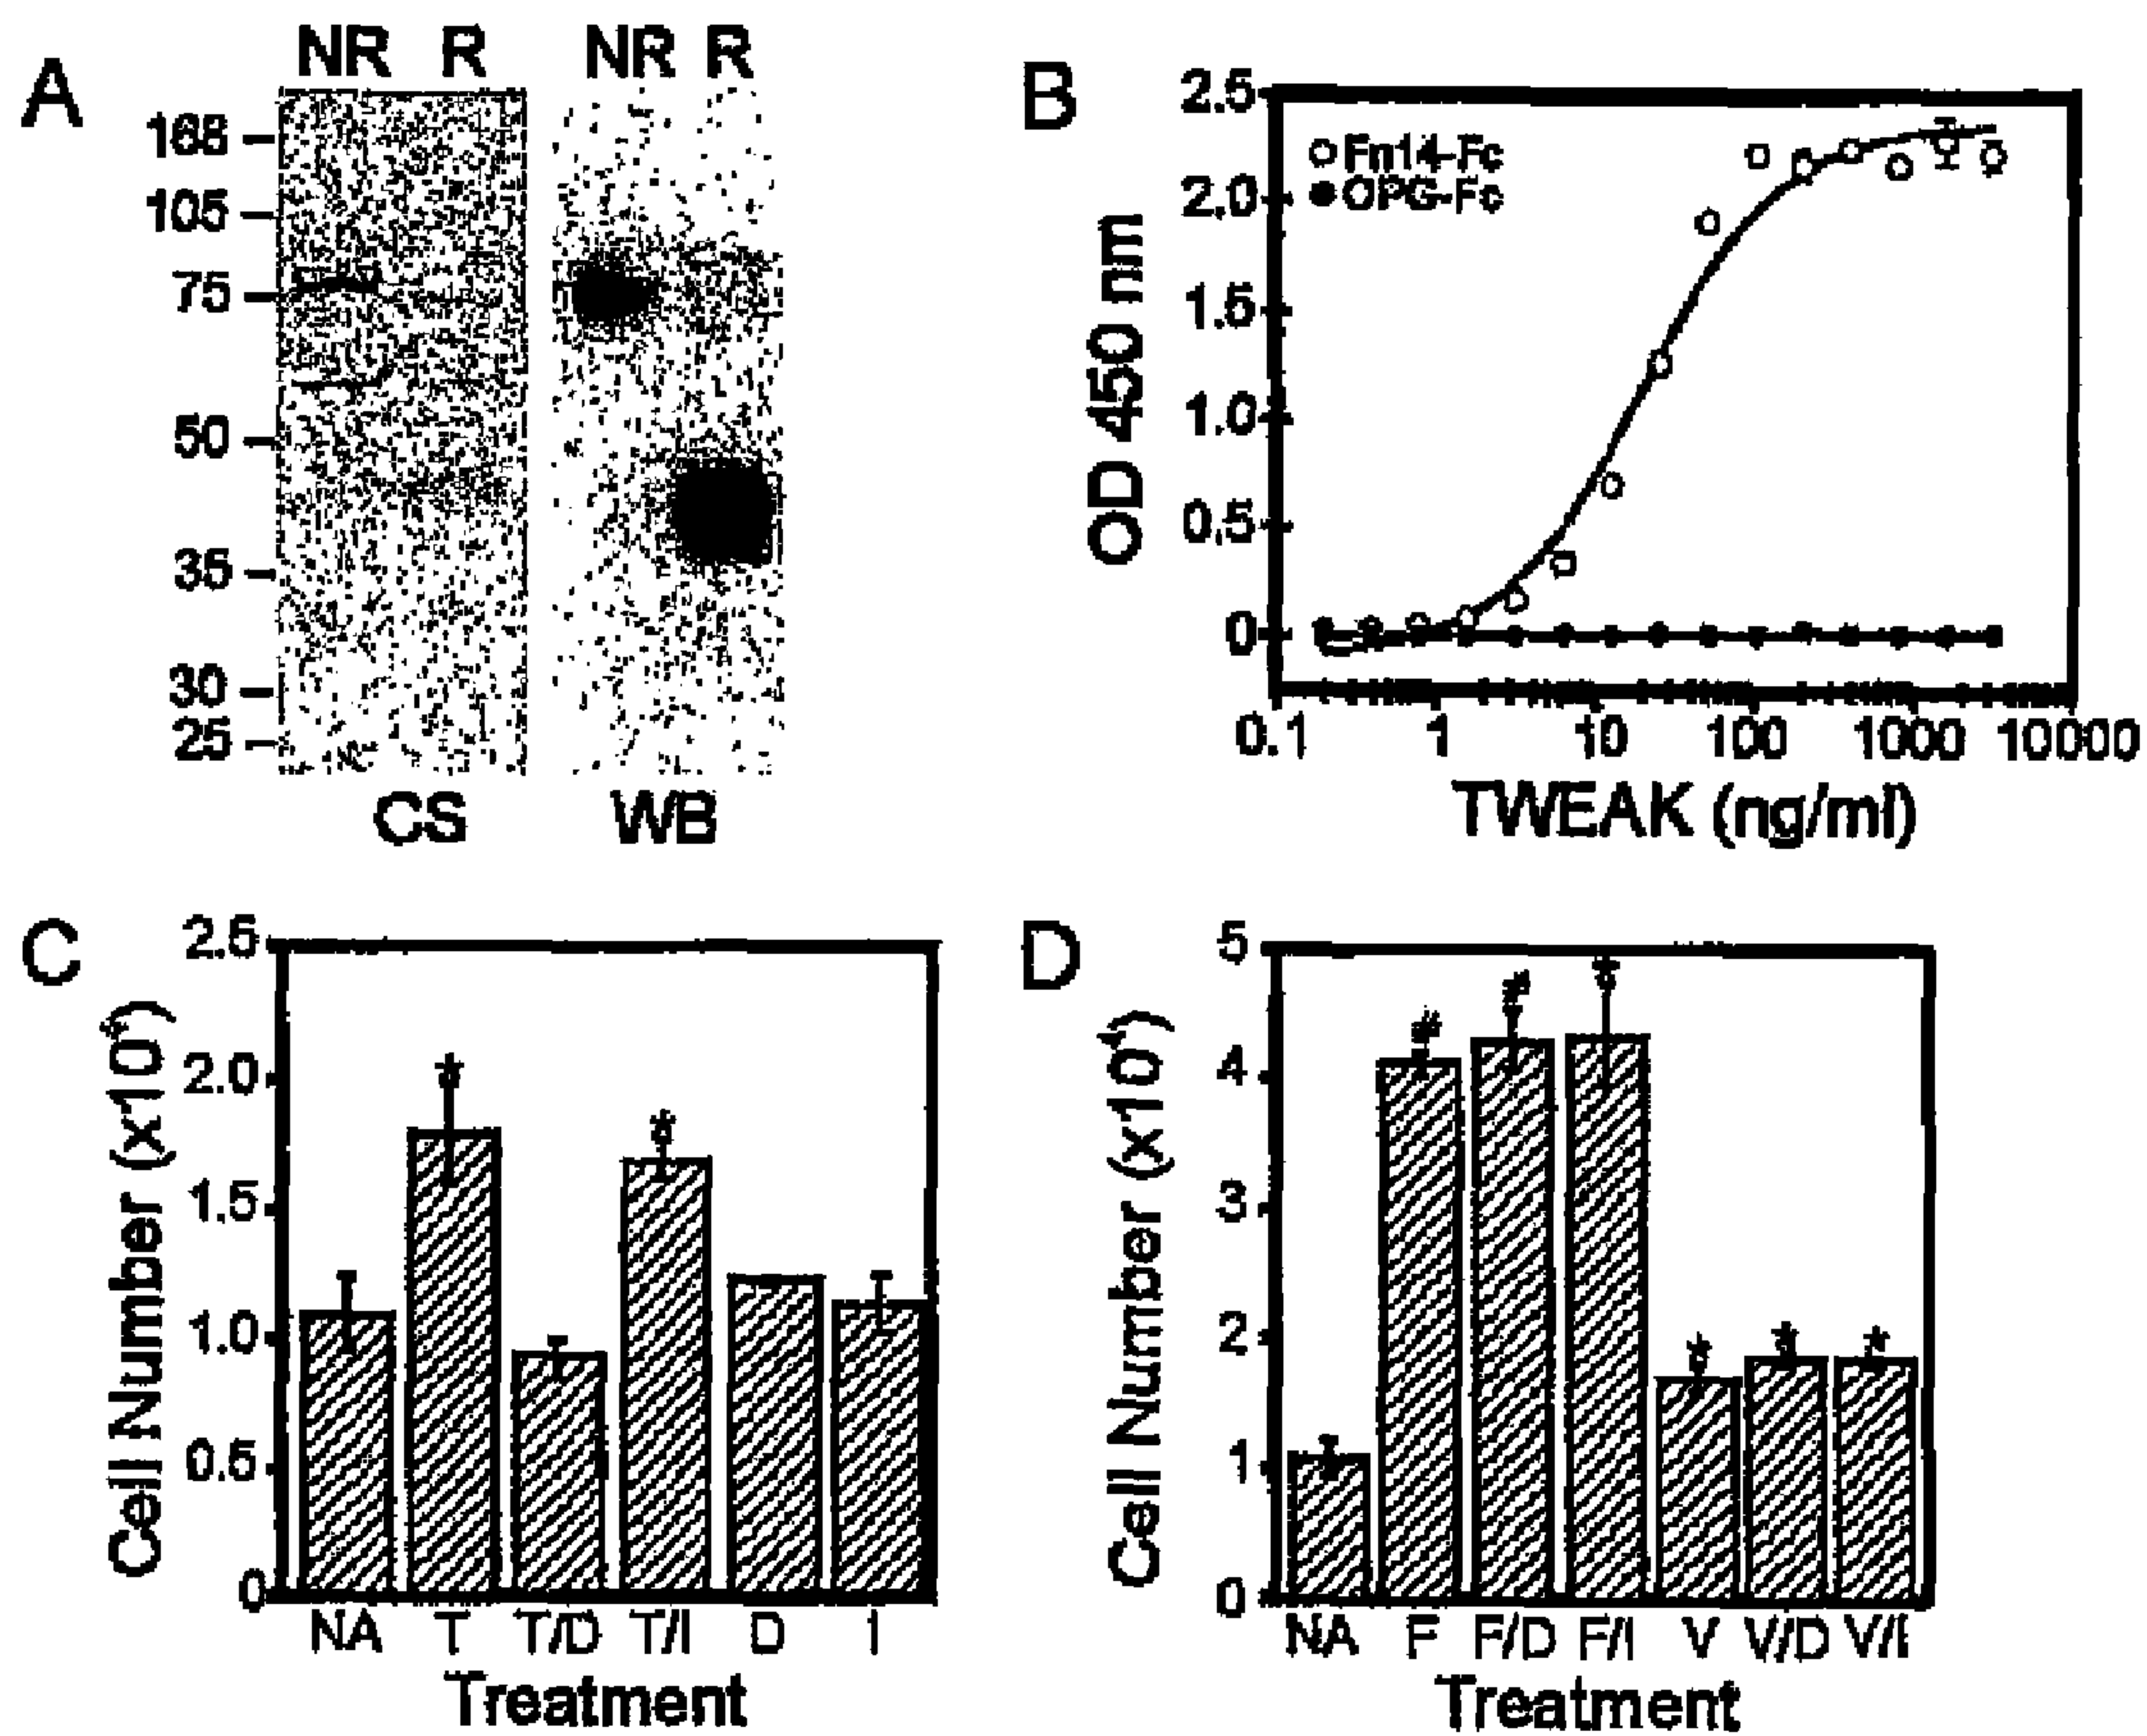 A
NR R NR R
168
105
75
50
35
30
25
CS WB
B
2.5
2.0
1.5
1.0
0.5
0
OD 450 nm
Fn14-Fc
OPG-Fc
0.1 1 10 100 1000 10000
TWEAK (ng/ml)
C
2.5
2.0
1.5
1.0
0.5
0
Cell Number (x10⁴)
* *
NA T T/D T/I D I
Treatment
D
5
4
3
2
1
0
Cell Number (x10⁴)
# # # * * *
NA F F/D F/I V V/D V/I
Treatment